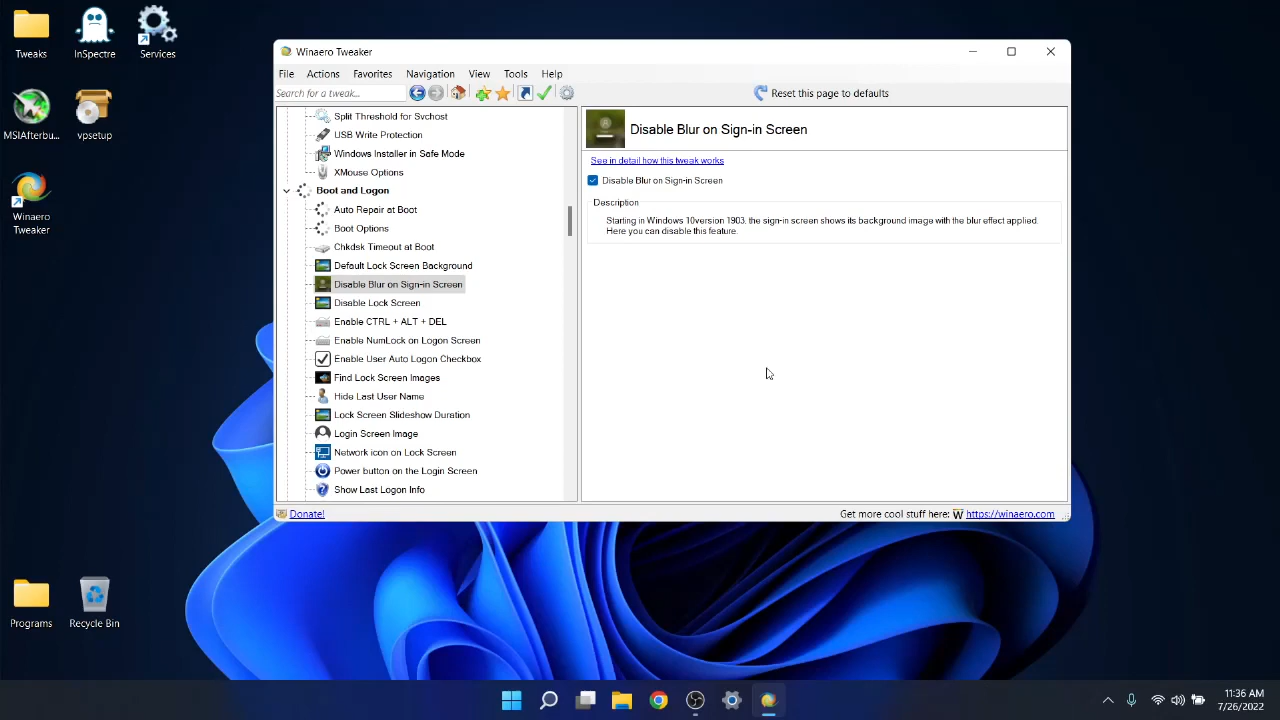 Tweaks
InSpectre
Services
MSIAfterbu...
vpsetup
Winaero
Tweaker
Programs
Recycle Bin
Winaero Tweaker
File Actions Favorites Navigation View Tools Help
Search for a tweak...
Reset this page to defaults
Split Threshold for Svchost
USB Write Protection
Windows Installer in Safe Mode
XMouse Options
Boot and Logon
Auto Repair at Boot
Boot Options
Chkdsk Timeout at Boot
Default Lock Screen Background
Disable Blur on Sign-in Screen
Disable Lock Screen
Enable CTRL + ALT + DEL
Enable NumLock on Logon Screen
Enable User Auto Logon Checkbox
Find Lock Screen Images
Hide Last User Name
Lock Screen Slideshow Duration
Login Screen Image
Network icon on Lock Screen
Power button on the Login Screen
Show Last Logon Info
Disable Blur on Sign-in Screen
See in detail how this tweak works
Disable Blur on Sign-in Screen
Description
Starting in Windows 10version 1903, the sign-in screen shows its background image with the blur effect applied.
Here you can disable this feature.
Donate!
Get more cool stuff here: W https://winaero.com
11:36 AM
7/26/2022